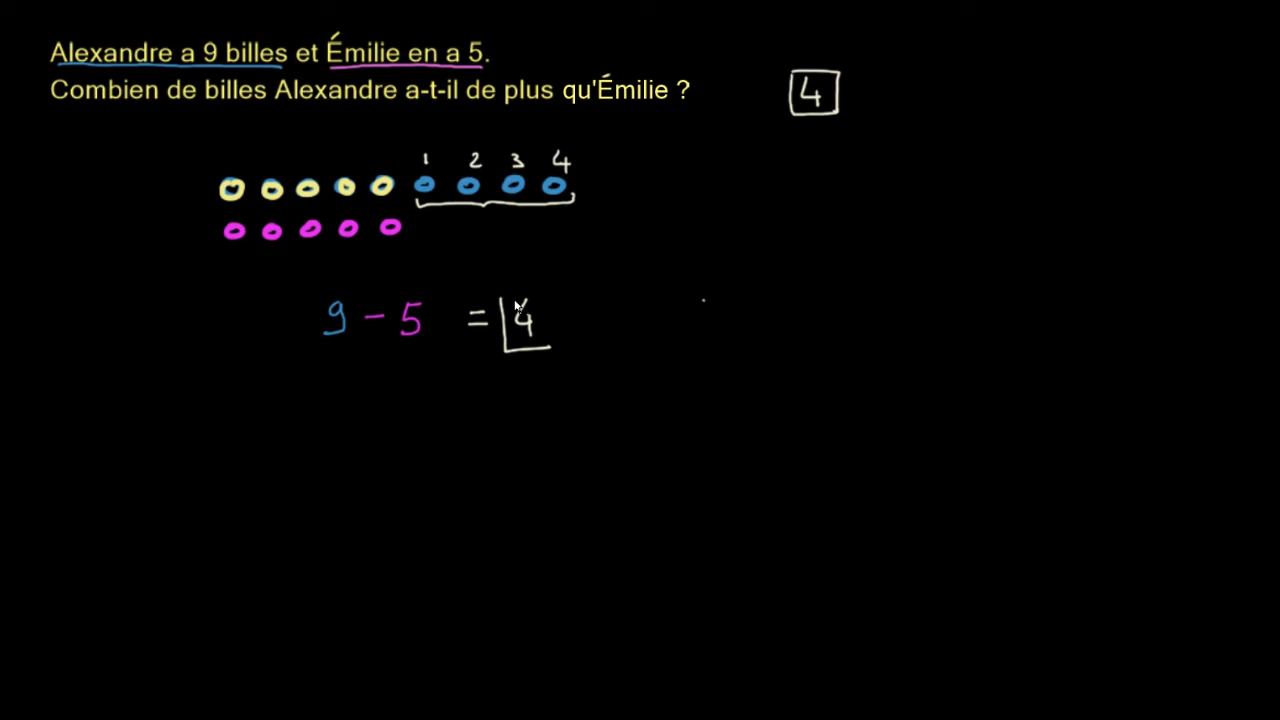 Alexandre a 9 billes et Émilie en a 5.
Combien de billes Alexandre a-t-il de plus qu'Émilie ?
4
1 2 3 4
9 - 5 = 4